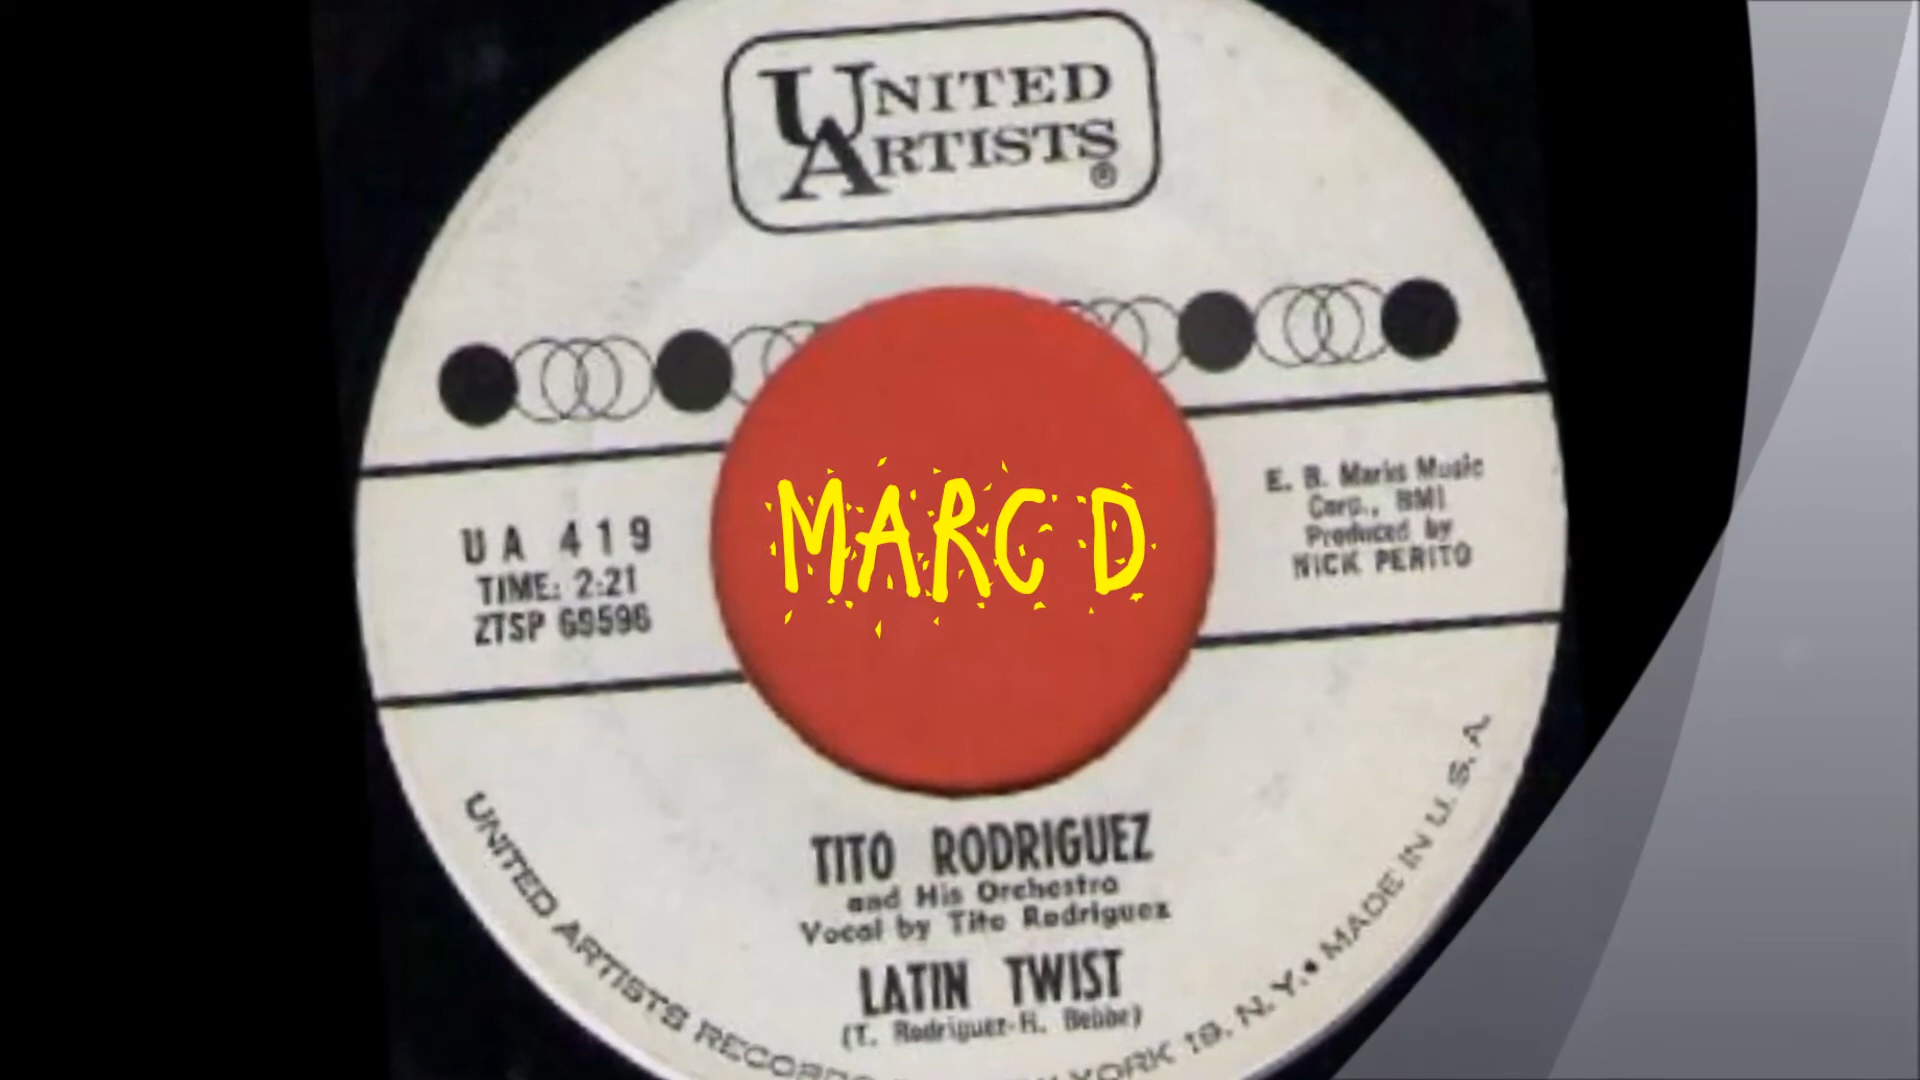 UNITED
ARTISTS
®
E. B. Marks Music
Corp., BMI
Produced by
NICK PERITO
UA 419
TIME: 2:21
ZTSP 69596
MARC D
TITO RODRIGUEZ
and His Orchestra
Vocal by Tito Rodriguez
LATIN TWIST
(T. Rodriguez-H. Bebbe)
UNITED ARTISTS RECORDS YORK 19, N.Y. • MADE IN U.S.A.